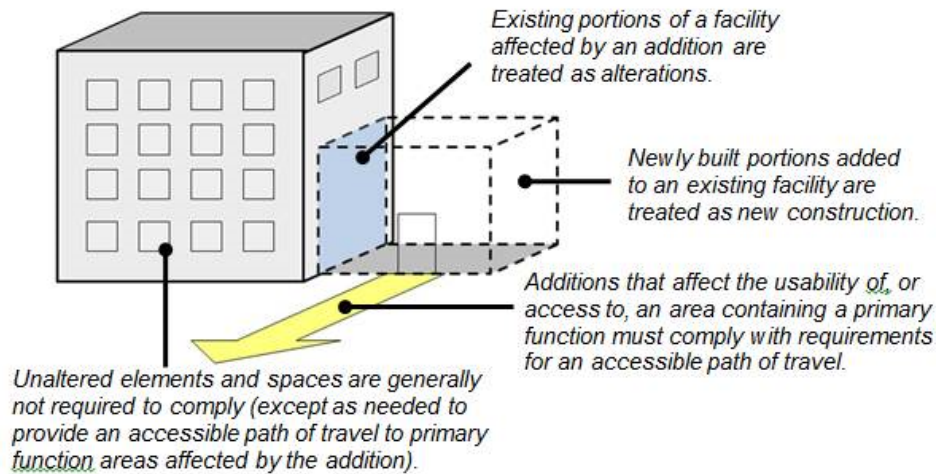 Existing portions of a facility
affected by an addition are
treated as alterations.
Newly built portions added
to an existing facility are
treated as new construction.
Additions that affect the usability of, or
access to, an area containing a primary
function must comply with requirements
for an accessible path of travel.
Unaltered elements and spaces are generally
not required to comply (except as needed to
provide an accessible path of travel to primary
function areas affected by the addition).